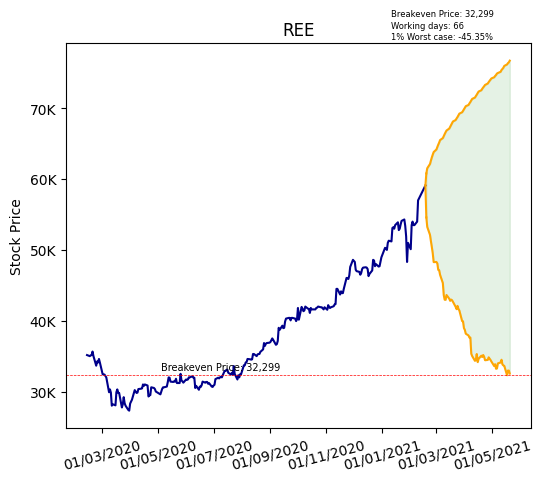 Breakeven Price: 32,299
Working days: 66
1% Worst case: -45.35%
REE
Stock Price
70K
60K
50K
40K
30K
Breakeven Price: 32,299
01/03/2020
01/05/2020
01/07/2020
01/09/2020
01/11/2020
01/01/2021
01/03/2021
01/05/2021